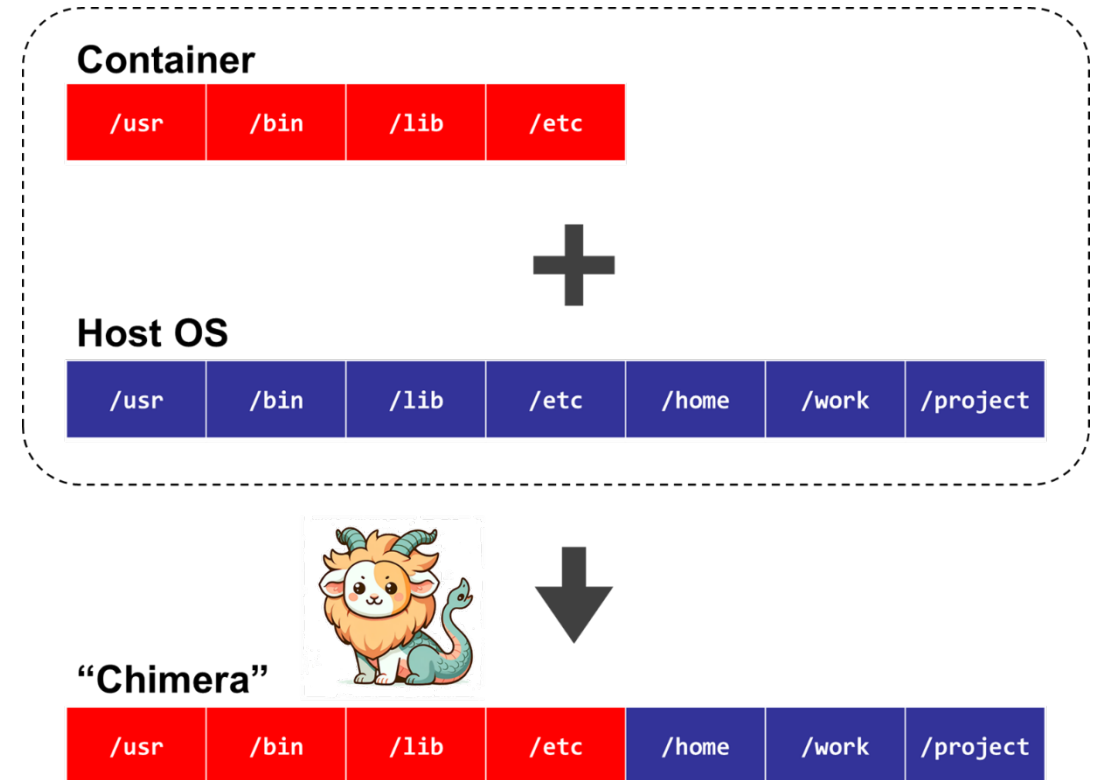 Container
/usr /bin /lib /etc
Host OS
/usr /bin /lib /etc /home /work /project
“Chimera”
/usr /bin /lib /etc /home /work /project